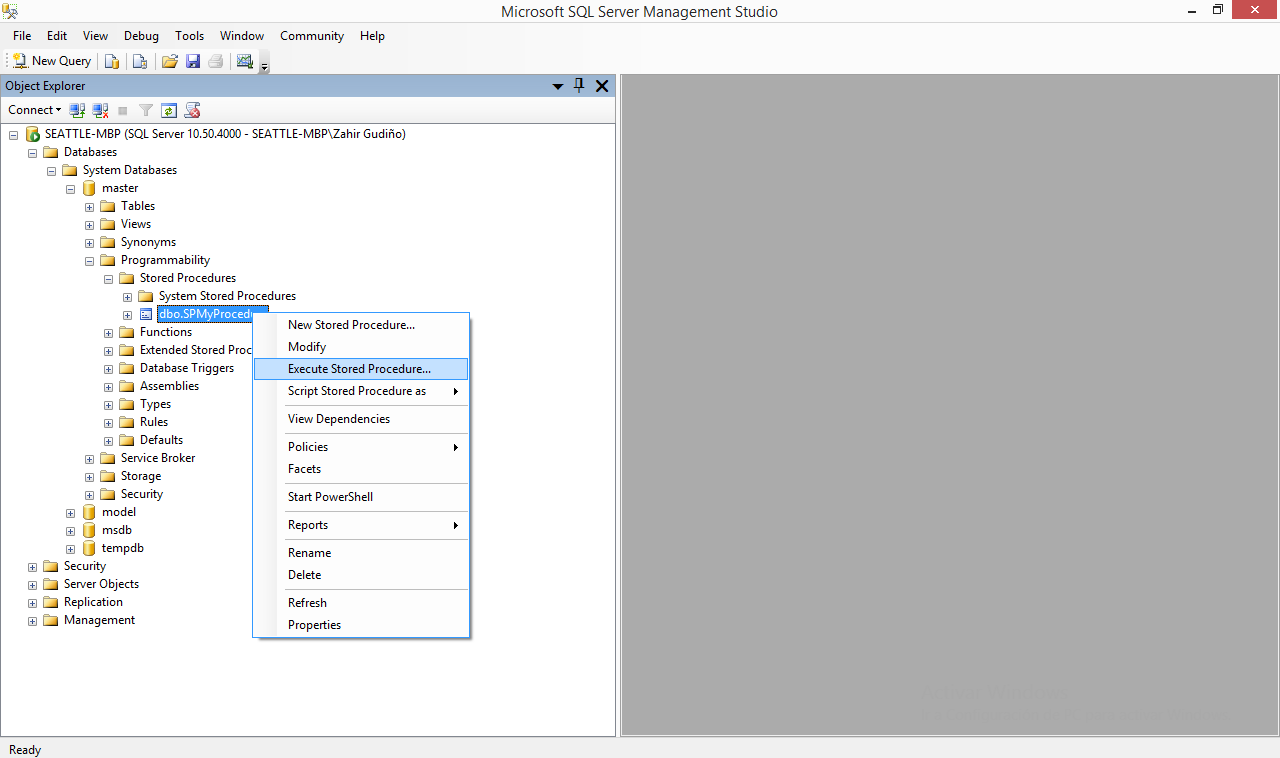 Microsoft SQL Server Management Studio
File Edit View Debug Tools Window Community Help
New Query
Object Explorer
Connect
SEATTLE-MBP (SQL Server 10.50.4000 - SEATTLE-MBP\Zahir Gudiño)
Databases
System Databases
master
Tables
Views
Synonyms
Programmability
Stored Procedures
System Stored Procedures
dbo.SPMyProced
Functions
Extended Stored Proc
Database Triggers
Assemblies
Types
Rules
Defaults
Service Broker
Storage
Security
model
msdb
tempdb
Security
Server Objects
Replication
Management
New Stored Procedure...
Modify
Execute Stored Procedure...
Script Stored Procedure as
View Dependencies
Policies
Facets
Start PowerShell
Reports
Rename
Delete
Refresh
Properties
Ready